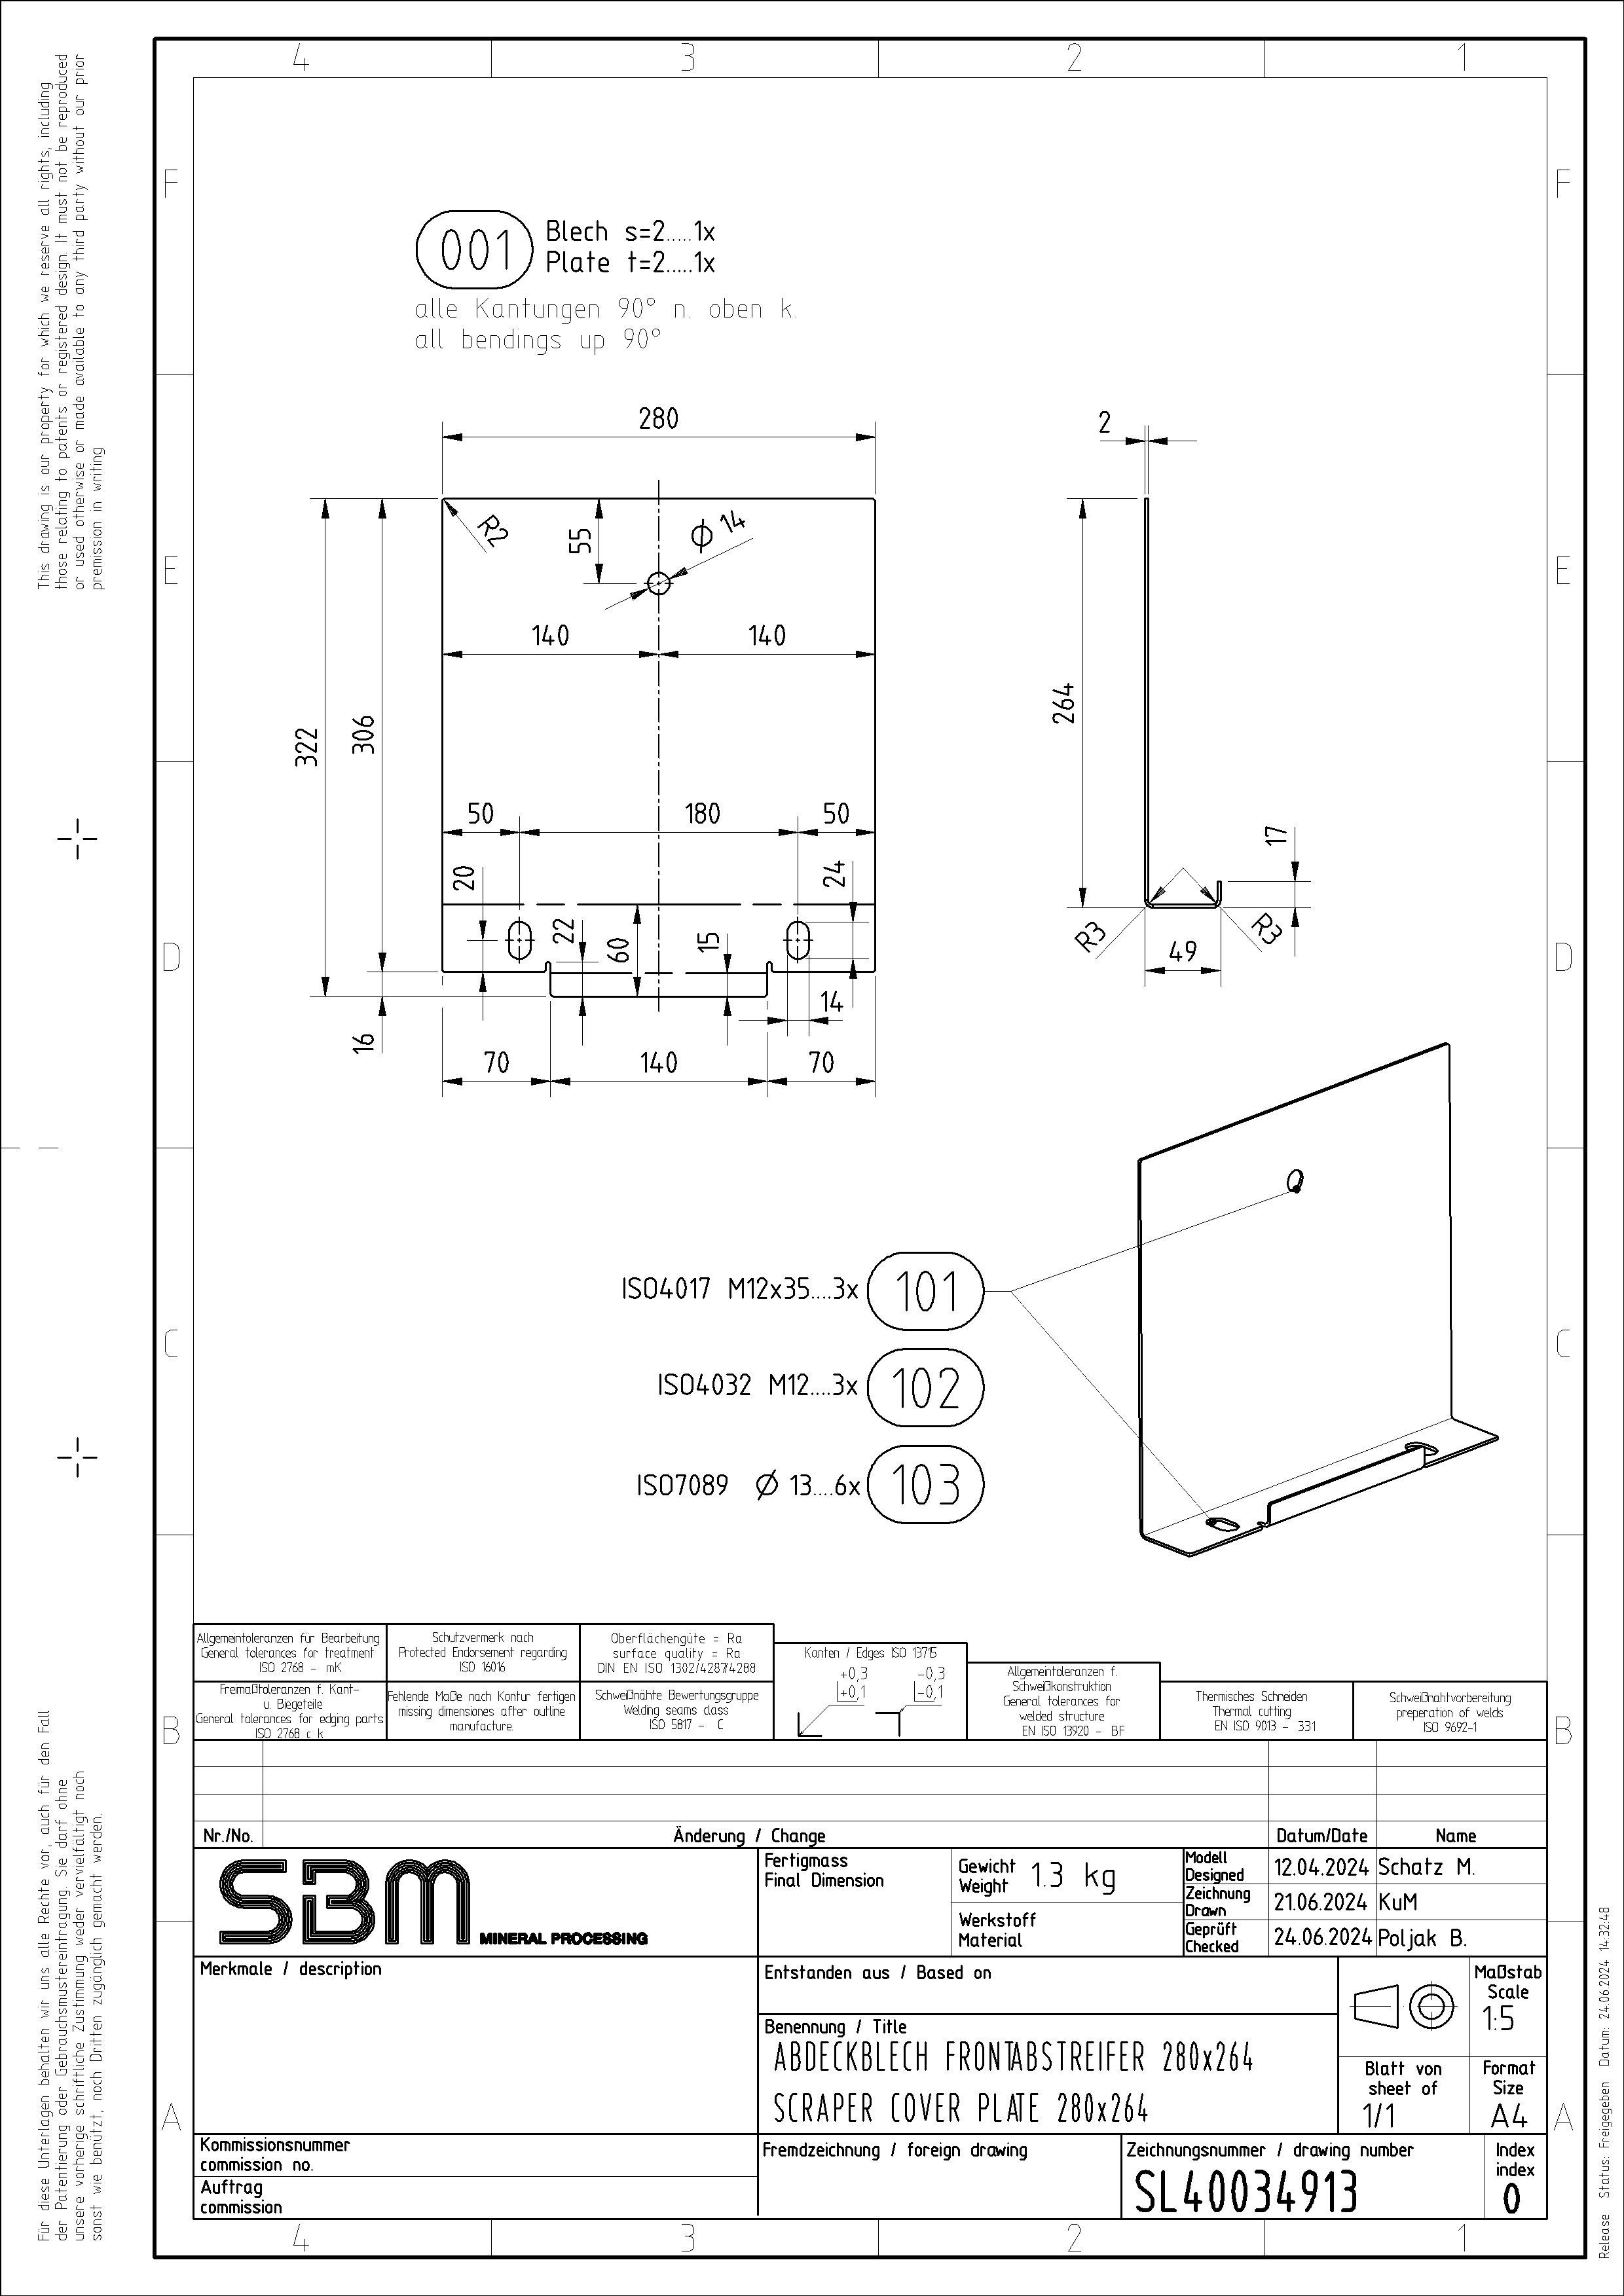 4
3
2
1
F
F
E
E
D
D
C
C
B
B
A
A
This drawing is our property for which we reserve all rights, including
those relating to patents or registered design. It must not be reproduced
or used otherwise or made available to any third party without our prior
premission in writing
001
Blech s=2.....1x
Plate t=2.....1x
alle Kantungen 90° n. oben k.
all bendings up 90°
280
2
R2
55
Ø 14
140
140
264
322
306
50
180
50
17
20
24
22
60
15
R3
R3
49
14
16
70
140
70
ISO4017 M12x35....3x
101
ISO4032 M12....3x
102
ISO7089 Ø 13....6x
103
Allgemeintoleranzen für Bearbeitung
General tolerances for treatment
ISO 2768 - mK
Schutzvermerk nach
Protected Endorsement regarding
ISO 16016
Oberflächengüte = Ra
surface quality = Ra
DIN EN ISO 1302/4287/4288
Kanten / Edges ISO 13715
+0,3
+0,1
-0,3
-0,1
Allgemeintoleranzen f.
Schweißkonstruktion
General tolerances for
welded structure
EN ISO 13920 - BF
Freimaßtoleranzen f. Kant-
u. Biegeteile
General tolerances for edging parts
ISO 2768 c k
Fehlende Maße nach Kontur fertigen
missing dimensions after outline
manufacture.
Schweißnähte Bewertungsgruppe
Welding seams class
ISO 5817 - C
Thermisches Schneiden
Thermal cutting
EN ISO 9013 - 331
Schweißnahtvorbereitung
preperation of welds
ISO 9692-1
Nr./No.
Änderung / Change
Datum/Date
Name
SBM
MINERAL PROCESSING
Fertigmass
Final Dimension
Gewicht
Weight
1.3 kg
Werkstoff
Material
Modell
Designed
12.04.2024
Schatz M.
Zeichnung
Drawn
21.06.2024
KuM
Geprüft
Checked
24.06.2024
Poljak B.
Merkmale / description
Entstanden aus / Based on
Maßstab
Scale
1:5
Benennung / Title
ABDECKBLECH FRONTABSTREIFER 280x264
SCRAPER COVER PLATE 280x264
Blatt von
sheet of
1/1
Format
Size
A4
Kommissionsnummer
commission no.
Auftrag
commission
Fremdzeichnung / foreign drawing
Zeichnungsnummer / drawing number
SL40034913
Index
index
0
4
3
2
1
Für diese Unterlagen behalten wir uns alle Rechte vor, auch für den Fall
der Patentierung oder Gebrauchsmustereintragung. Sie darf ohne
unsere vorherige schriftliche Zustimmung weder vervielfältigt noch
sonst wie benützt, noch Dritten zugänglich gemacht werden.
Release Status: Freigegeben Datum: 24.06.2024 14:32:48